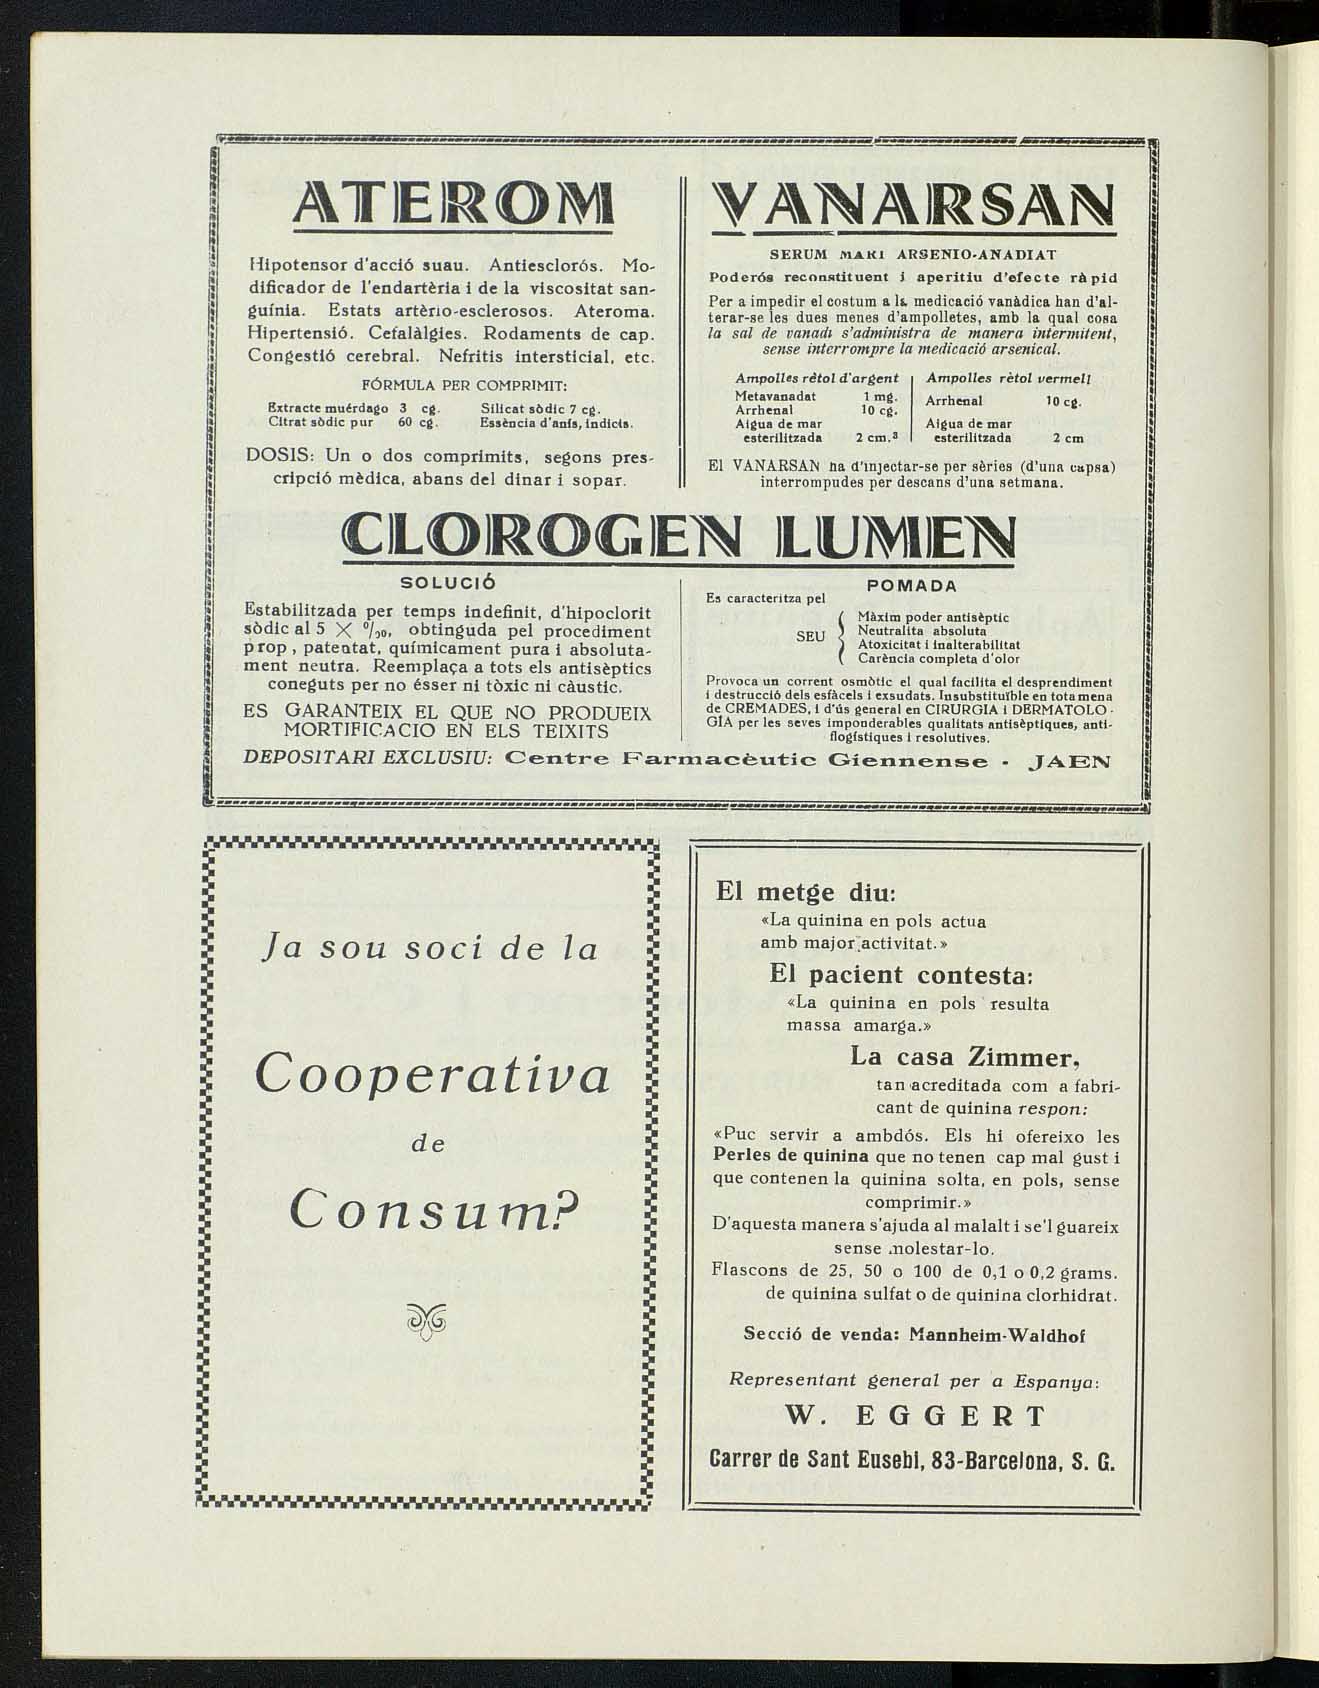 ATEROM
Hipotensor d'acció suau. Antiesclorós. Mo-
dificador de l'endartèria i de la viscositat san-
guínia. Estats artèrio-esclerosos. Ateroma.
Hipertensió. Cefalàlgies. Rodaments de cap.
Congestió cerebral. Nefritis intersticial, etc.
FÓRMULA PER COMPRIMIT:
Extracte muérdago 3 cg. Silicat sòdic 7 cg.
Citrat sòdic pur 60 cg. Essència d'anís, indicis.
DOSIS: Un o dos comprimits, segons pres-
cripció mèdica, abans del dinar i sopar.
VANARSAN
SERUM MARI ARSENIO-ANADIAT
Poderós reconstituent i aperitiu d'efecte ràpid
Per a impedir el costum a la medicació vanàdica han d'al-
terar-se les dues menes d'ampolletes, amb la qual cosa
la sal de vanadi s'administra de manera intermitent,
sense interrompre la medicació arsenical.
Ampolles rètol d'argent
Metavanadat 1 mg.
Arrhenal 10 cg.
Aigua de mar
esterilitzada 2 cm.³
Ampolles rètol vermell
Arrhenal 10 cg.
Aigua de mar
esterilitzada 2 cm
El VANARSAN ha d'injectar-se per sèries (d'una capsa)
interrompudes per descans d'una setmana.
CLOROGEN LUMEN
SOLUCIÓ
Estabilitzada per temps indefinit, d'hipoclorit
sòdic al 5 X º/₀₀, obtinguda pel procediment
prop , patentat, químicament pura i absoluta-
ment neutra. Reemplaça a tots els antisèptics
coneguts per no ésser ni tòxic ni càustic.
ES GARANTEIX EL QUE NO PRODUEIX
MORTIFICACIO EN ELS TEIXITS
POMADA
Es caracteritza pel
SEU
Màxim poder antisèptic
Neutralita absoluta
Atoxicitat i inalterabilitat
Carència completa d'olor
Provoca un corrent osmòtic el qual facilita el desprendiment
i destrucció dels esfàcels i exsudats. Insubstituïble en tota mena
de CREMADES, i d'ús general en CIRURGIA i DERMATOLO-
GIA per les seves imponderables qualitats antisèptiques, anti-
flogístiques i resolutives.
DEPOSITARI EXCLUSIU: Centre Farmacèutic Giennense - JAEN
Ja sou soci de la
Cooperativa
de
Consum?
El metge diu:
«La quinina en pols actua
amb major activitat.»
El pacient contesta:
«La quinina en pols resulta
massa amarga.»
La casa Zimmer,
tan acreditada com a fabri-
cant de quinina respon:
«Puc servir a ambdós. Els hi ofereixo les
Perles de quinina que no tenen cap mal gust i
que contenen la quinina solta, en pols, sense
comprimir.»
D'aquesta manera s'ajuda al malalt i se'l guareix
sense molestar-lo.
Flascons de 25, 50 o 100 de 0,1 o 0,2 grams.
de quinina sulfat o de quinina clorhidrat.
Secció de venda: Mannheim-Waldhof
Representant general per a Espanya:
W. EGGERT
Carrer de Sant Eusebi, 83-Barcelona, S. G.